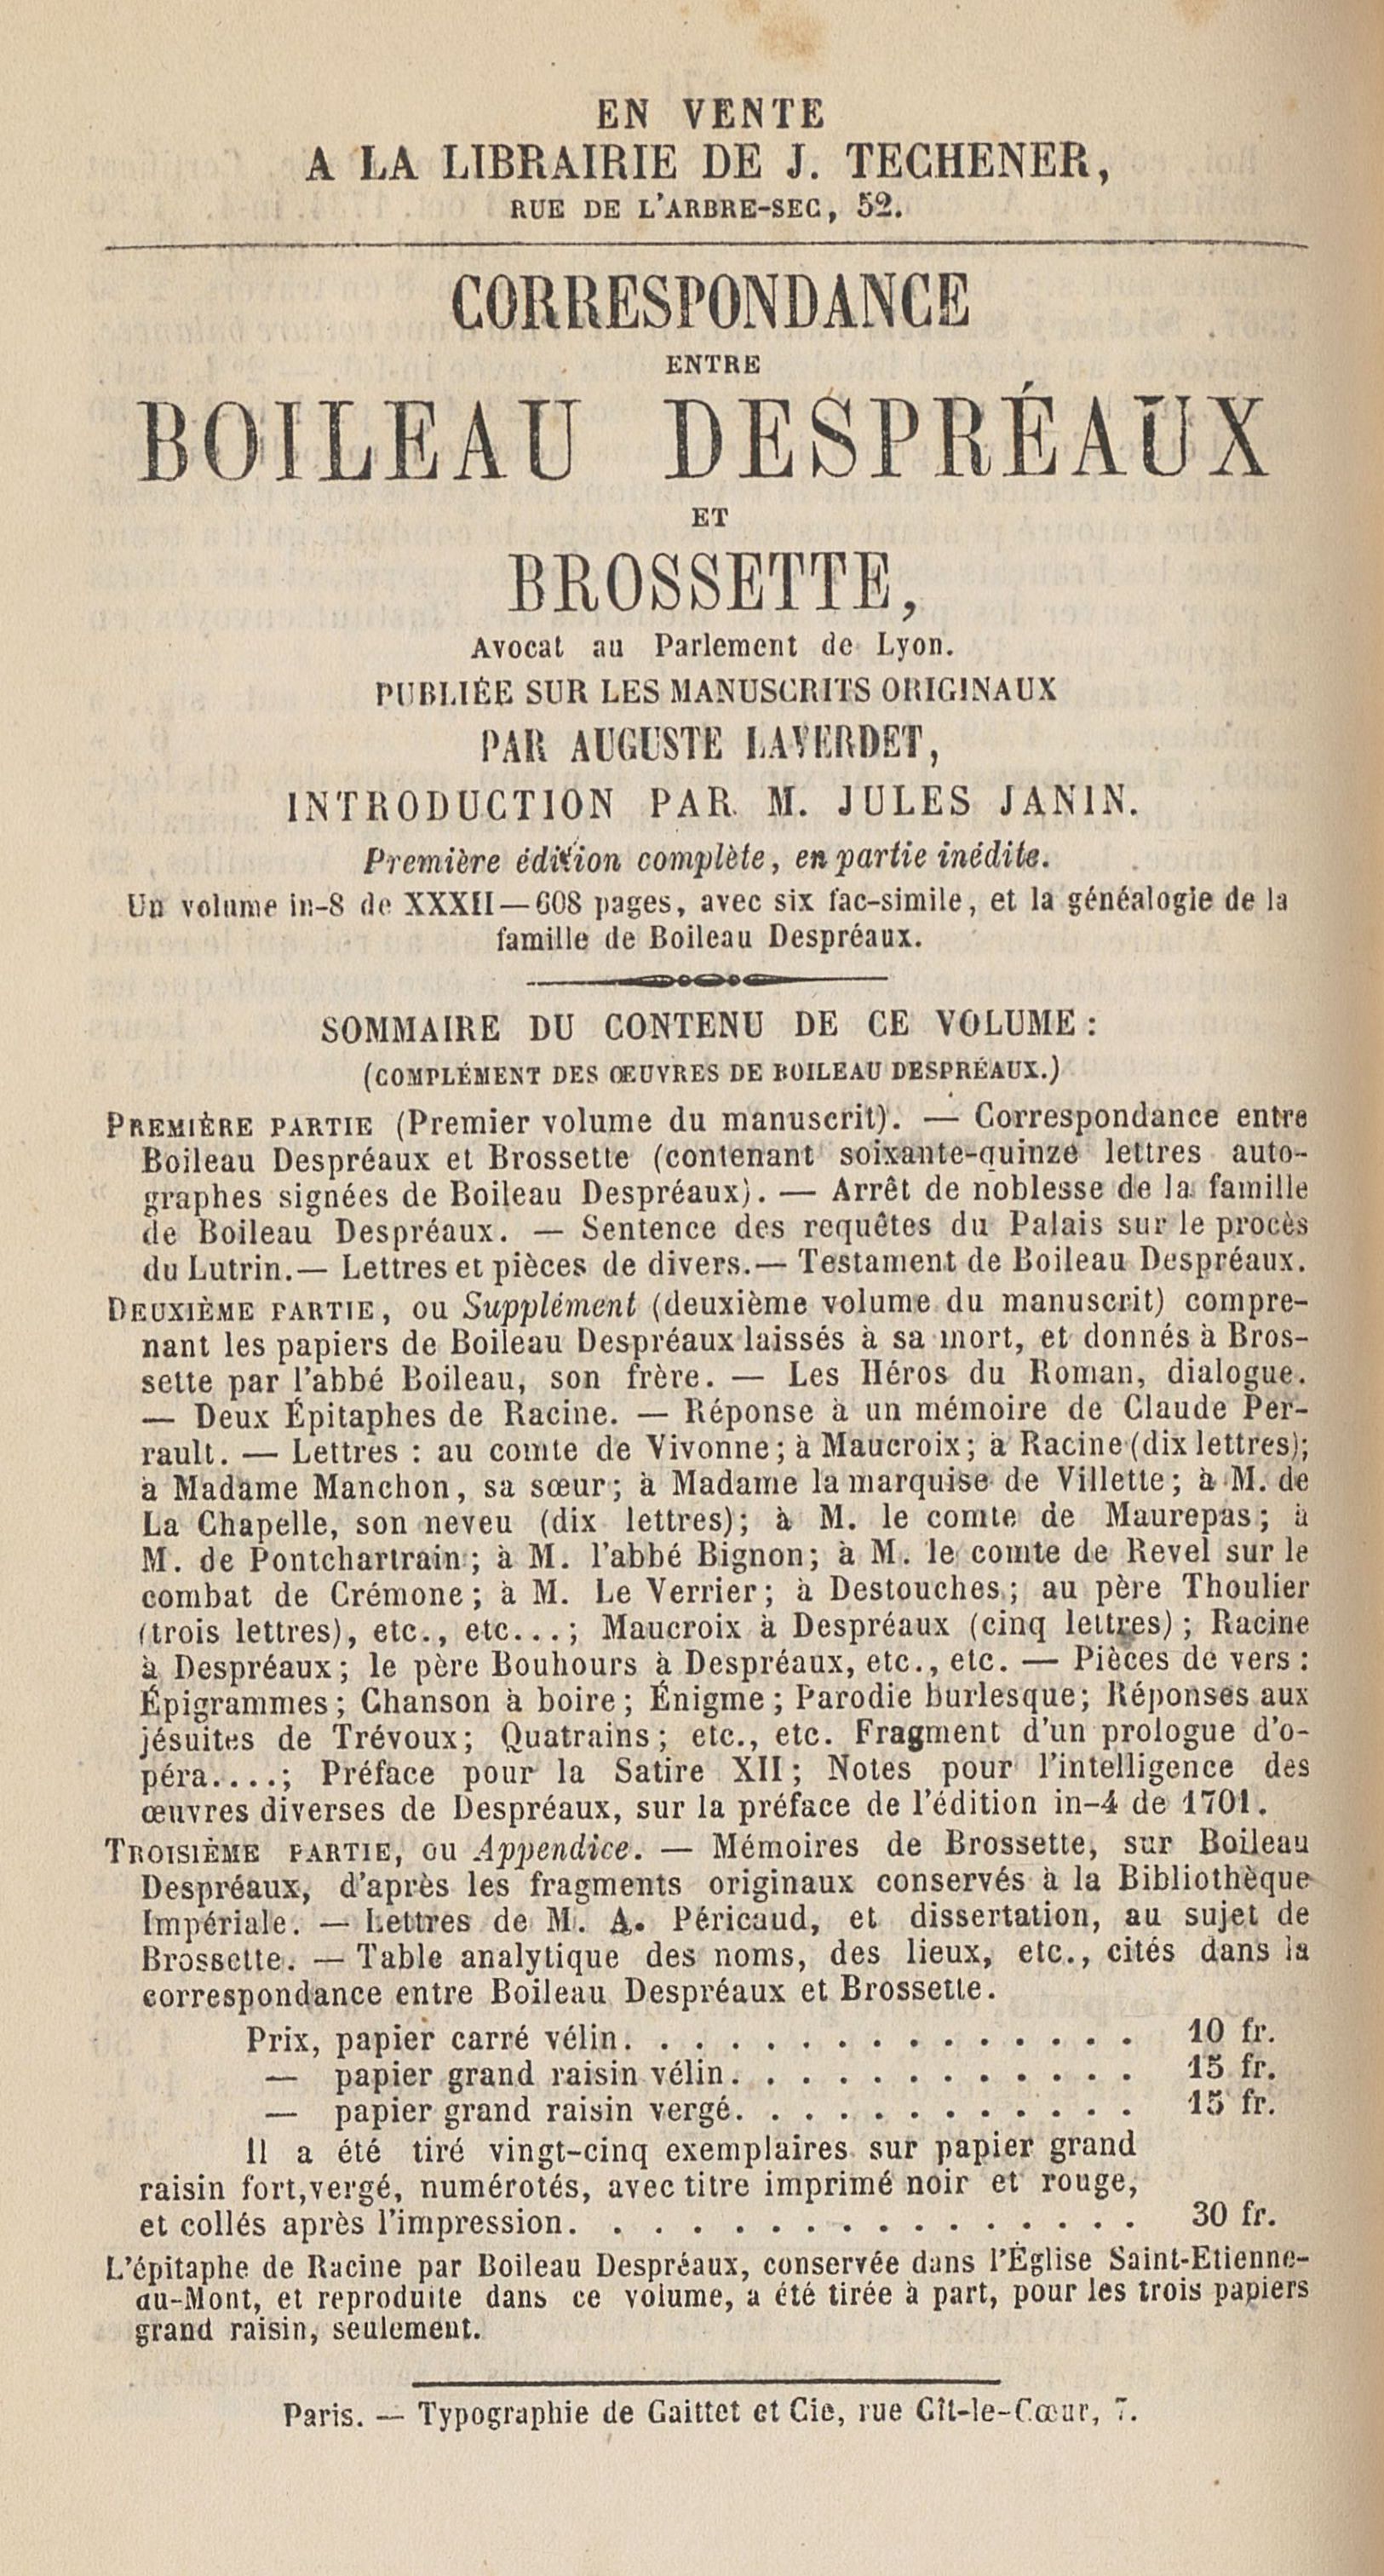 EN VENTE
A LA LIBRAIRIE DE J. TECHENER,
RUE DE L'ARBRE-SEC, 52.
CORRESPONDANCE
ENTRE
BOILEAU DESPRÉAUX
ET
BROSSETTE,
Avocat au Parlement de Lyon.
PUBLIÉE SUR LES MANUSCRITS ORIGINAUX
PAR AUGUSTE LAVERDET,
INTRODUCTION PAR M. JULES JANIN.
Première édition complète, en partie inédite.
Un volume in-8 de XXXII—608 pages, avec six fac-simile, et la généalogie de la
famille de Boileau Despréaux.
SOMMAIRE DU CONTENU DE CE VOLUME :
(COMPLÉMENT DES ŒUVRES DE BOILEAU DESPRÉAUX.)
PREMIÈRE PARTIE (Premier volume du manuscrit). — Correspondance entre
Boileau Despréaux et Brossette (contenant soixante-quinze lettres auto-
graphes signées de Boileau Despréaux). — Arrêt de noblesse de la famille
de Boileau Despréaux. — Sentence des requêtes du Palais sur le procès
du Lutrin.— Lettres et pièces de divers.— Testament de Boileau Despréaux.
DEUXIÈME PARTIE, ou Supplément (deuxième volume du manuscrit) compre-
nant les papiers de Boileau Despréaux laissés à sa mort, et donnés à Bros-
sette par l'abbé Boileau, son frère. — Les Héros du Roman, dialogue.
— Deux Épitaphes de Racine. — Réponse à un mémoire de Claude Per-
rault. — Lettres : au comte de Vivonne; à Maucroix; à Racine (dix lettres);
à Madame Manchon, sa sœur; à Madame la marquise de Villette; à M. de
La Chapelle, son neveu (dix lettres); à M. le comte de Maurepas; à
M. de Pontchartrain; à M. l'abbé Bignon; à M. le comte de Revel sur le
combat de Crémone; à M. Le Verrier; à Destouches; au père Thoulier
(trois lettres), etc., etc...; Maucroix à Despréaux (cinq lettres); Racine
à Despréaux; le père Bouhours à Despréaux, etc., etc. — Pièces de vers :
Épigrammes; Chanson à boire; Énigme; Parodie burlesque; Réponses aux
jésuites de Trévoux; Quatrains; etc., etc. Fragment d'un prologue d'o-
péra....; Préface pour la Satire XII; Notes pour l'intelligence des
œuvres diverses de Despréaux, sur la préface de l'édition in-4 de 1701.
TROISIÈME PARTIE, ou Appendice. — Mémoires de Brossette, sur Boileau
Despréaux, d'après les fragments originaux conservés à la Bibliothèque
Impériale. — Lettres de M. A. Péricaud, et dissertation, au sujet de
Brossette. — Table analytique des noms, des lieux, etc., cités dans la
correspondance entre Boileau Despréaux et Brossette.
Prix, papier carré vélin. . . . . . . . . . . . . . . 10 fr.
— papier grand raisin vélin. . . . . . . . . . . . 15 fr.
— papier grand raisin vergé. . . . . . . . . . . . 15 fr.
Il a été tiré vingt-cinq exemplaires sur papier grand
raisin fort, vergé, numérotés, avec titre imprimé noir et rouge,
et collés après l'impression. . . . . . . . . . . . . . . . . 30 fr.
L'épitaphe de Racine par Boileau Despréaux, conservée dans l'Église Saint-Etienne-
au-Mont, et reproduite dans ce volume, a été tirée à part, pour les trois papiers
grand raisin, seulement.
Paris. — Typographie de Gaittet et Cie, rue Gît-le-Cœur, 7.